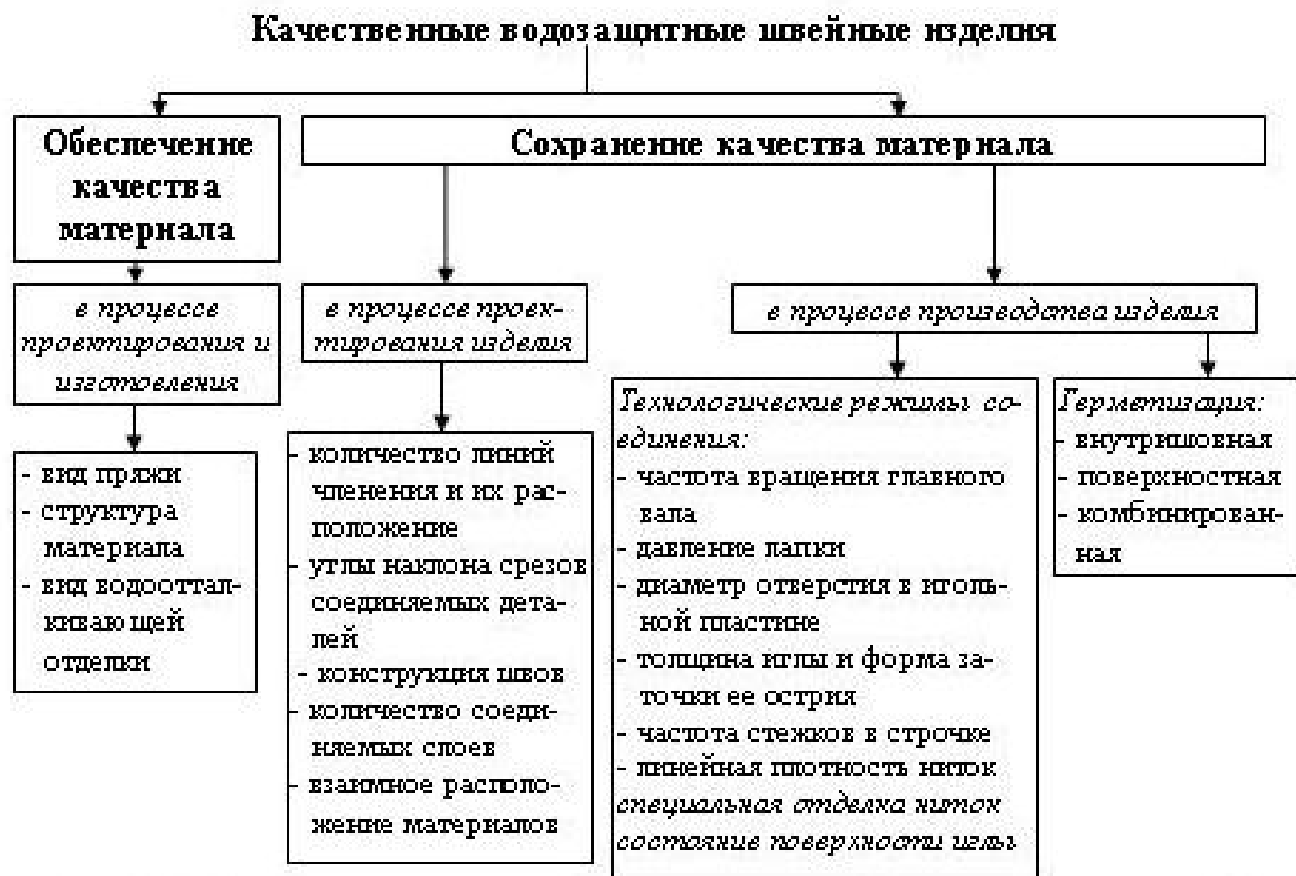 Качественные водозащитные швейные изделия
Обеспечение
качества
материала
Сохранение качества материала
в процессе
проектирования и
изготовления
в процессе проек-
тирования изделия
в процессе производства изделия
- вид пряжи
- структура
материала
- вид водооттал-
кивающей
отделки
- количество линий
членения и их рас-
положение
- углы наклона срезов
соединяемых дета-
лей
- конструкция швов
- количество соеди-
няемых слоев
- взаимное располо-
жение материалов
Технологические режимы со-
единения:
- частота вращения главного
вала
- давление лапки
- диаметр отверстия в иголь-
ной пластине
- толщина иглы и форма за-
точки ее острия
- частота стежков в строчке
- линейная плотность ниток
специальная отделка ниток
состояние поверхности иглы
Герметизация:
- внутришовная
- поверхностная
- комбинирован-
ная